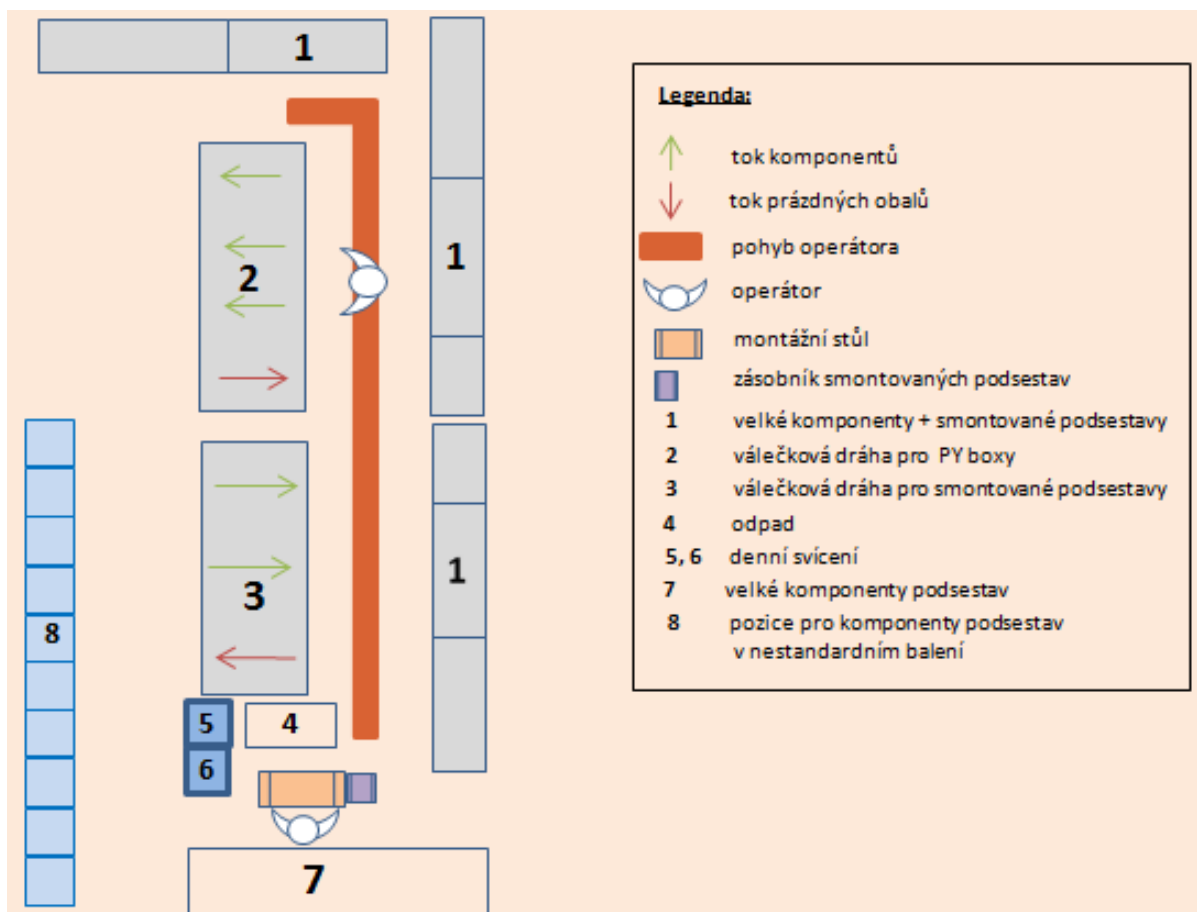 1
1
2
1
3
8
5
4
6
7
Legenda:
tok komponentů
tok prázdných obalů
pohyb operátora
operátor
montážní stůl
zásobník smontovaných podsestav
1 velké komponenty + smontované podsestavy
2 válečková dráha pro PY boxy
3 válečková dráha pro smontované podsestavy
4 odpad
5, 6 denní svícení
7 velké komponenty podsestav
8 pozice pro komponenty podsestav
v nestandardním balení